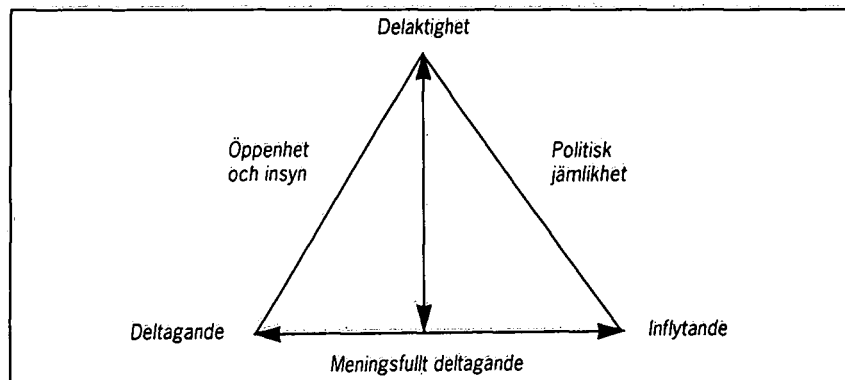 Delaktighet
Öppenhet
och insyn
Politisk
jämlikhet
Deltagande
Inflytande
Meningsfullt deltagande